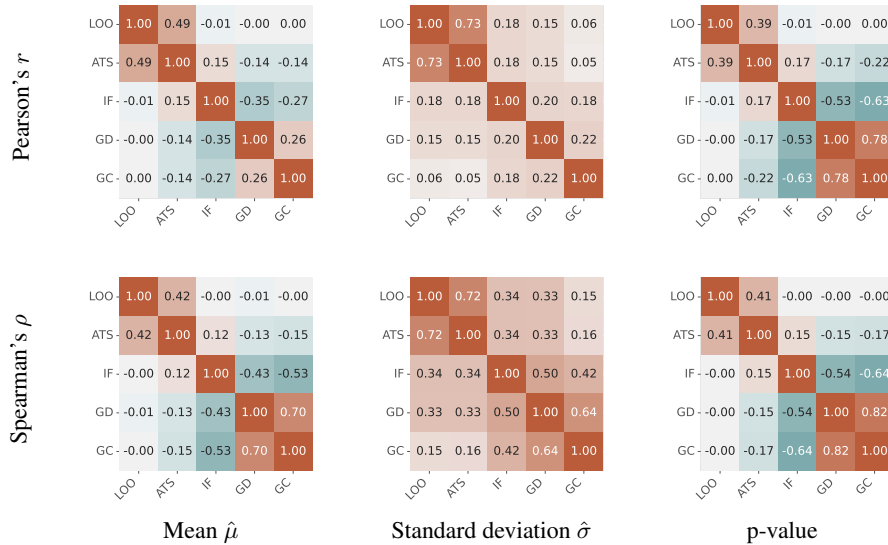 Pearson's r
LOO 1.00 0.49 -0.01 -0.00 0.00
ATS 0.49 1.00 0.15 -0.14 -0.14
IF -0.01 0.15 1.00 -0.35 -0.27
GD -0.00 -0.14 -0.35 1.00 0.26
GC 0.00 -0.14 -0.27 0.26 1.00
LOO ATS IF GD GC
LOO 1.00 0.73 0.18 0.15 0.06
ATS 0.73 1.00 0.18 0.15 0.05
IF 0.18 0.18 1.00 0.20 0.18
GD 0.15 0.15 0.20 1.00 0.22
GC 0.06 0.05 0.18 0.22 1.00
LOO ATS IF GD GC
LOO 1.00 0.39 -0.01 -0.00 0.00
ATS 0.39 1.00 0.17 -0.17 -0.22
IF -0.01 0.17 1.00 -0.53 -0.63
GD -0.00 -0.17 -0.53 1.00 0.78
GC 0.00 -0.22 -0.63 0.78 1.00
LOO ATS IF GD GC
Spearman's ρ
LOO 1.00 0.42 -0.00 -0.01 -0.00
ATS 0.42 1.00 0.12 -0.13 -0.15
IF -0.00 0.12 1.00 -0.43 -0.53
GD -0.01 -0.13 -0.43 1.00 0.70
GC -0.00 -0.15 -0.53 0.70 1.00
LOO ATS IF GD GC
LOO 1.00 0.72 0.34 0.33 0.15
ATS 0.72 1.00 0.34 0.33 0.16
IF 0.34 0.34 1.00 0.50 0.42
GD 0.33 0.33 0.50 1.00 0.64
GC 0.15 0.16 0.42 0.64 1.00
LOO ATS IF GD GC
LOO 1.00 0.41 -0.00 -0.00 -0.00
ATS 0.41 1.00 0.15 -0.15 -0.17
IF -0.00 0.15 1.00 -0.54 -0.64
GD -0.00 -0.15 -0.54 1.00 0.82
GC -0.00 -0.17 -0.64 0.82 1.00
LOO ATS IF GD GC
Mean μ̂
Standard deviation σ̂
p-value